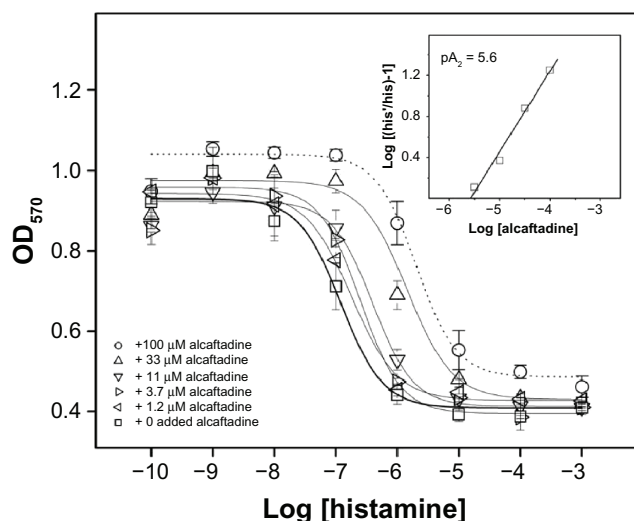 OD570
1.2
1.0
0.8
0.6
0.4
−10 −9 −8 −7 −6 −5 −4 −3
Log [histamine]
+100 µM alcaftadine
+ 33 µM alcaftadine
+ 11 µM alcaftadine
+ 3.7 µM alcaftadine
+ 1.2 µM alcaftadine
+ 0 added alcaftadine
pA2 = 5.6
Log [(his'/his)-1]
1.2
0.8
0.4
−6 −5 −4 −3
Log [alcaftadine]